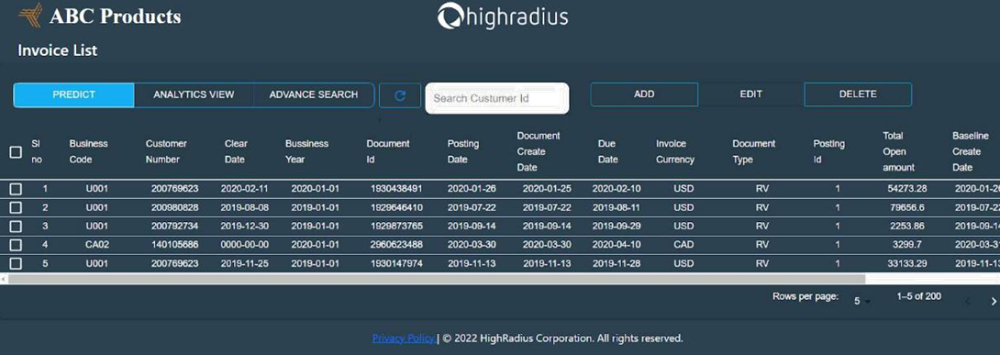 ABC Products
highradius
Invoice List
PREDICT ANALYTICS VIEW ADVANCE SEARCH Search Custumer Id ADD EDIT DELETE
Sl no Business Code Customer Number Clear Date Bussiness Year Document Id Posting Date Document Create Date Due Date Invoice Currency Document Type Posting Id Total Open amount Baseline Create Date
1 U001 200769623 2020-02-11 2020-01-01 1930438491 2020-01-26 2020-01-25 2020-02-10 USD RV 1 54273.28 2020-01-26
2 U001 200980828 2019-08-08 2019-01-01 1929646410 2019-07-22 2019-07-22 2019-08-11 USD RV 1 79656.6 2019-07-22
3 U001 200792734 2019-12-30 2019-01-01 1929873765 2019-09-14 2019-09-14 2019-09-29 USD RV 1 2253.86 2019-09-14
4 CA02 140105686 0000-00-00 2020-01-01 2960623488 2020-03-30 2020-03-30 2020-04-10 CAD RV 1 3299.7 2020-03-31
5 U001 200769623 2019-11-25 2019-01-01 1930147974 2019-11-13 2019-11-13 2019-11-28 USD RV 1 33133.29 2019-11-13
Rows per page: 5 1–5 of 200
Privacy Policy | © 2022 HighRadius Corporation. All rights reserved.